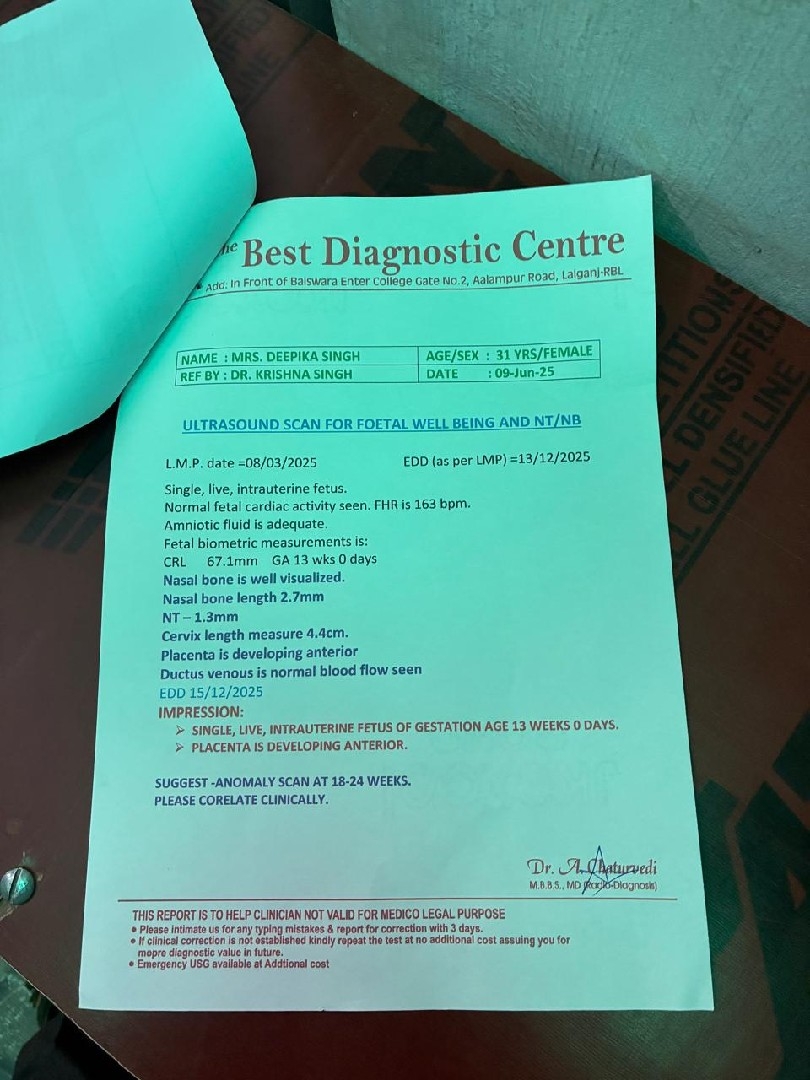 he Best Diagnostic Centre
Add: In Front of Baiswara Enter College Gate No.2, Aalampur Road, Lalganj-RBL
NAME : MRS. DEEPIKA SINGH AGE/SEX : 31 YRS/FEMALE
REF BY : DR. KRISHNA SINGH DATE : 09-Jun-25
ULTRASOUND SCAN FOR FOETAL WELL BEING AND NT/NB
L.M.P. date =08/03/2025 EDD (as per LMP) =13/12/2025
Single, live, intrauterine fetus.
Normal fetal cardiac activity seen. FHR is 163 bpm.
Amniotic fluid is adequate.
Fetal biometric measurements is:
CRL 67.1mm GA 13 wks 0 days
Nasal bone is well visualized.
Nasal bone length 2.7mm
NT – 1.3mm
Cervix length measure 4.4cm.
Placenta is developing anterior
Ductus venous is normal blood flow seen
EDD 15/12/2025
IMPRESSION:
➢ SINGLE, LIVE, INTRAUTERINE FETUS OF GESTATION AGE 13 WEEKS 0 DAYS.
➢ PLACENTA IS DEVELOPING ANTERIOR.
SUGGEST -ANOMALY SCAN AT 18-24 WEEKS.
PLEASE CORELATE CLINICALLY.
Dr. A. Chaturvedi
M.B.B.S., MD (Radio-Diagnosis)
THIS REPORT IS TO HELP CLINICIAN NOT VALID FOR MEDICO LEGAL PURPOSE
• Please intimate us for any typing mistakes & report for correction with 3 days.
• If clinical correction is not established kindly repeat the test at no additional cost assuing you for
mopre diagnostic value in future.
• Emergency USG available at Addtional cost
DENSIFIED
GLUE LINE